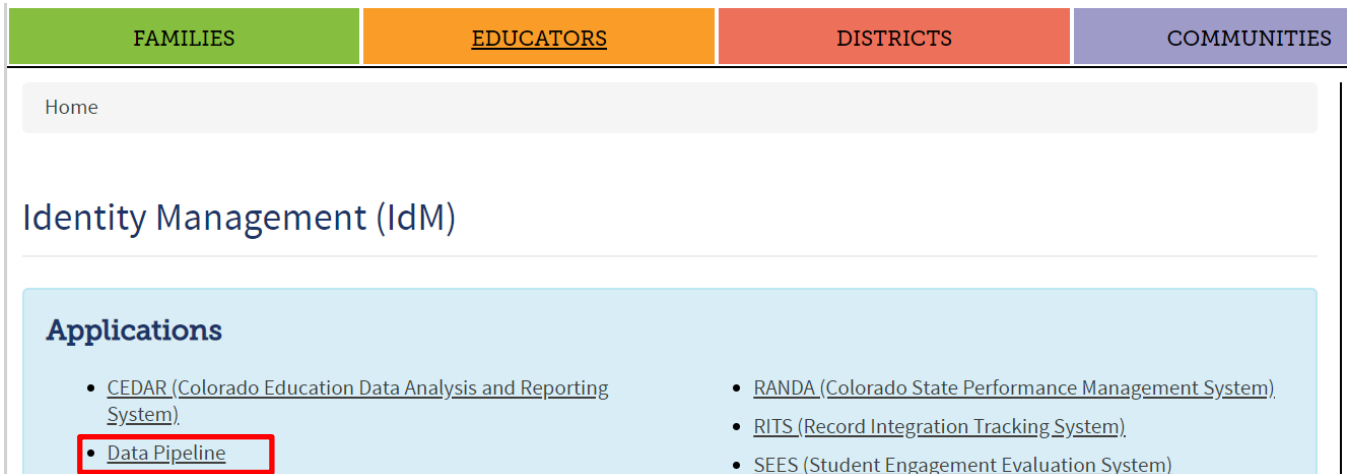 FAMILIES
EDUCATORS
DISTRICTS
COMMUNITIES
Home
Identity Management (IdM)
Applications
CEDAR (Colorado Education Data Analysis and Reporting
System)
Data Pipeline
RANDA (Colorado State Performance Management System)
RITS (Record Integration Tracking System)
SEES (Student Engagement Evaluation System)